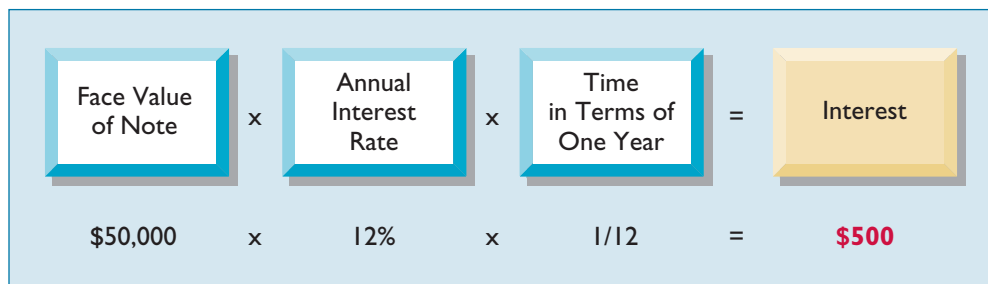 Face Value
of Note
x
Annual
Interest
Rate
x
Time
in Terms of
One Year
=
Interest
$50,000 x 12% x 1/12 = $500